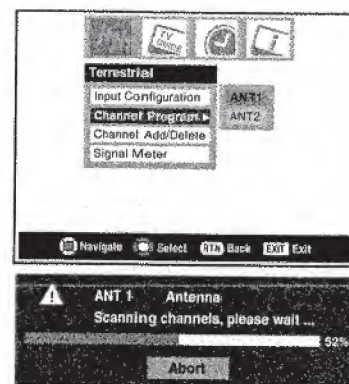 TV GUIDE
i
Terrestrial
Input Configuration
Channel Program ▸ ANT1
Channel Add/Delete ANT2
Signal Meter
Navigate Select RTN Back EXIT Exit
! ANT 1 Antenna
Scanning channels, please wait ...
52%
Abort